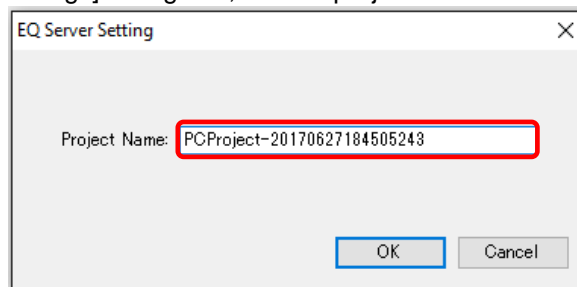 EQ Server Setting
Project Name: PCProject-20170627184505243
OK Cancel